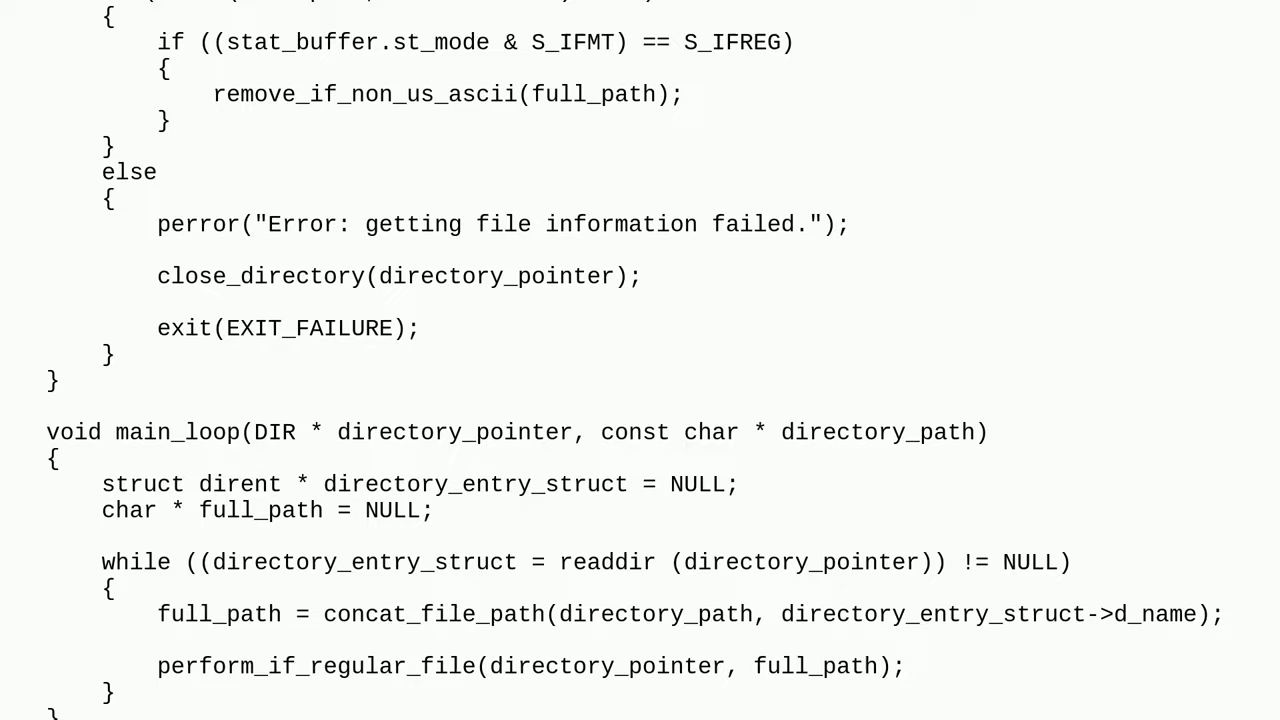 {
if ((stat_buffer.st_mode & S_IFMT) == S_IFREG)
{
remove_if_non_us_ascii(full_path);
}
}
else
{
perror("Error: getting file information failed.");
close_directory(directory_pointer);
exit(EXIT_FAILURE);
}
}
void main_loop(DIR * directory_pointer, const char * directory_path)
{
struct dirent * directory_entry_struct = NULL;
char * full_path = NULL;
while ((directory_entry_struct = readdir (directory_pointer)) != NULL)
{
full_path = concat_file_path(directory_path, directory_entry_struct->d_name);
perform_if_regular_file(directory_pointer, full_path);
}
}